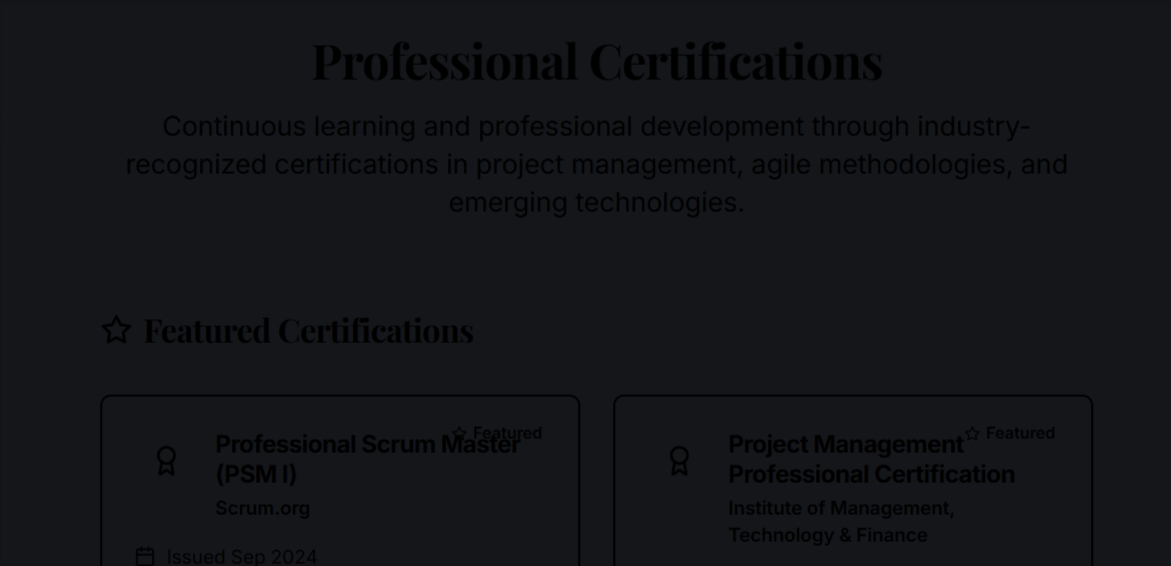 Professional Certifications
Continuous learning and professional development through industry-
recognized certifications in project management, agile methodologies, and
emerging technologies.
Featured Certifications
Featured
Professional Scrum Master
(PSM I)
Scrum.org
Issued Sep 2024
Featured
Project Management
Professional Certification
Institute of Management,
Technology & Finance